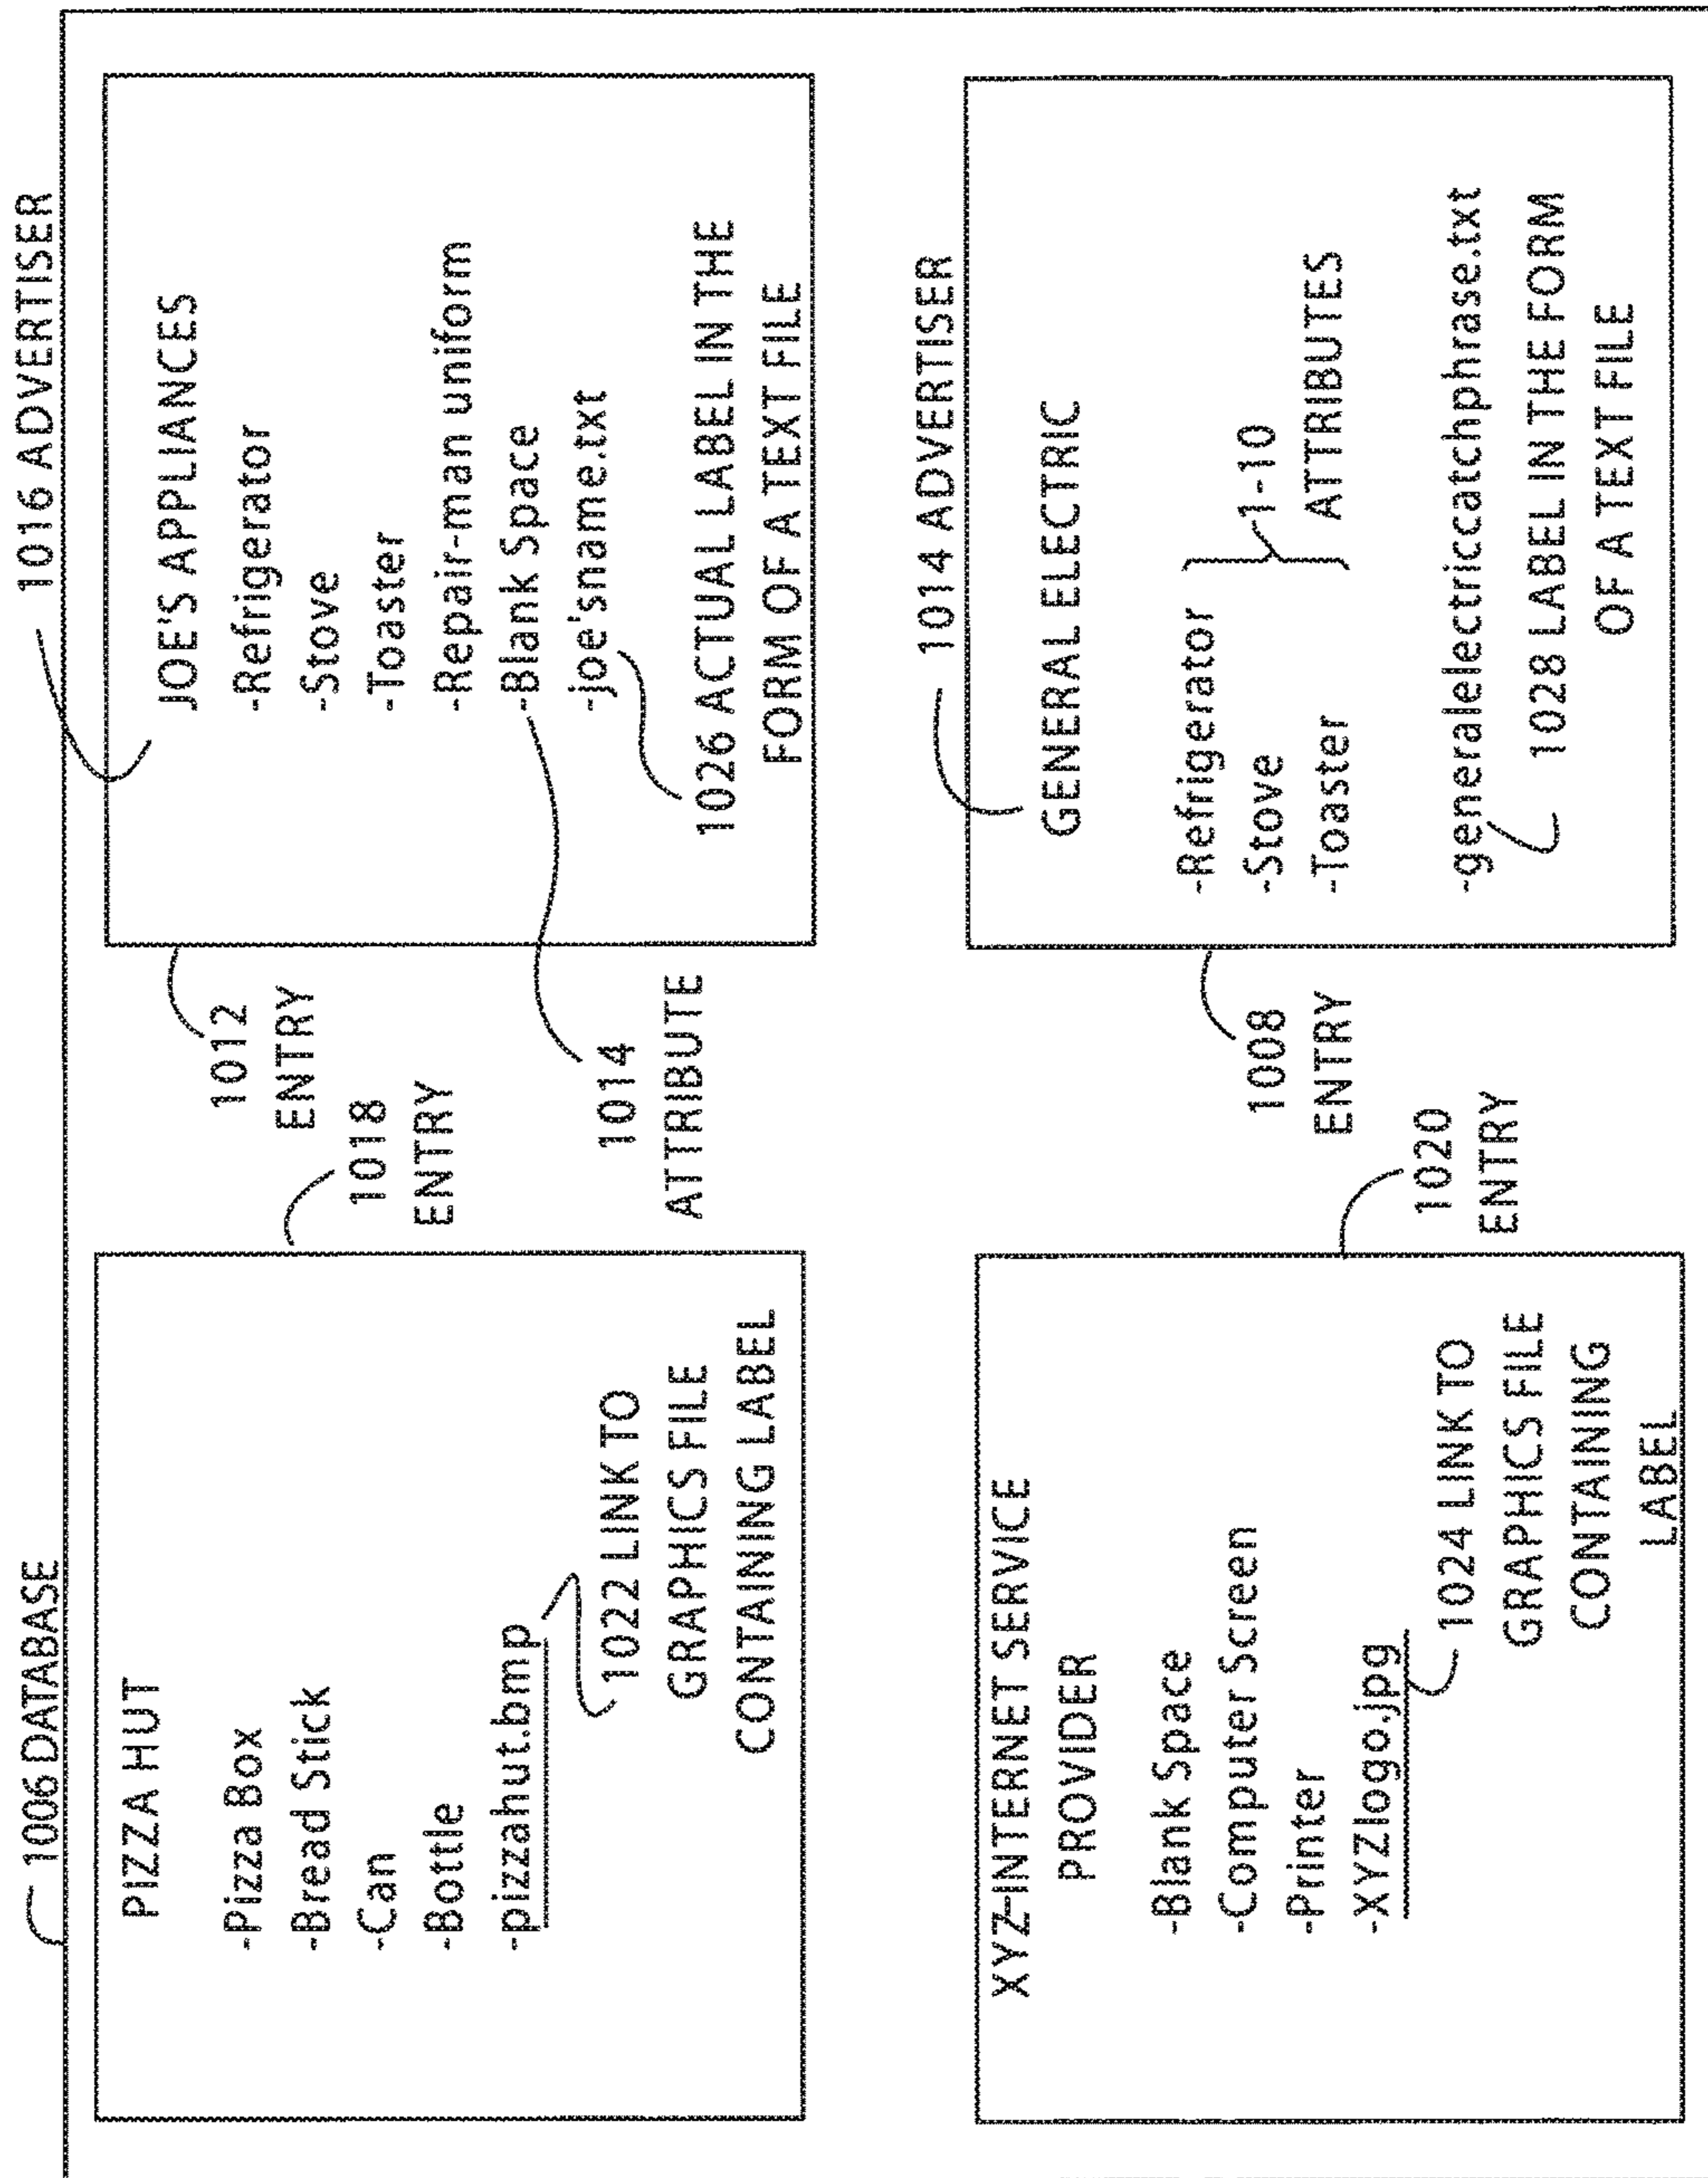 1006 DATABASE
PIZZA HUT
-Pizza Box
-Bread Stick
-Can
-Bottle
-pizzahut.bmp
1022 LINK TO
GRAPHICS FILE
CONTAINING LABEL
1018
ENTRY
1016 ADVERTISER
JOE'S APPLIANCES
-Refrigerator
-Stove
-Toaster
-Repair-man uniform
-Blank Space
-joe'sname.txt
1026 ACTUAL LABEL IN THE
FORM OF A TEXT FILE
1012
ENTRY
1014
ATTRIBUTE
XYZ-INTERNET SERVICE
PROVIDER
-Blank Space
-Computer Screen
-Printer
-XYZlogo.jpg
1024 LINK TO
GRAPHICS FILE
CONTAINING
LABEL
1020
ENTRY
1014 ADVERTISER
GENERAL ELECTRIC
-Refrigerator
-Stove
-Toaster
1-10
ATTRIBUTES
-generalelectriccatchphrase.txt
1028 LABEL IN THE FORM
OF A TEXT FILE
1008
ENTRY